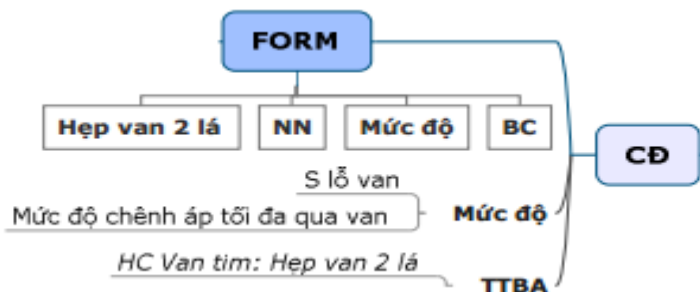 FORM
Hẹp van 2 lá
NN
Mức độ
BC
CĐ
S lỗ van
Mức độ chênh áp tối đa qua van
Mức độ
HC Van tim: Hẹp van 2 lá
TTBA